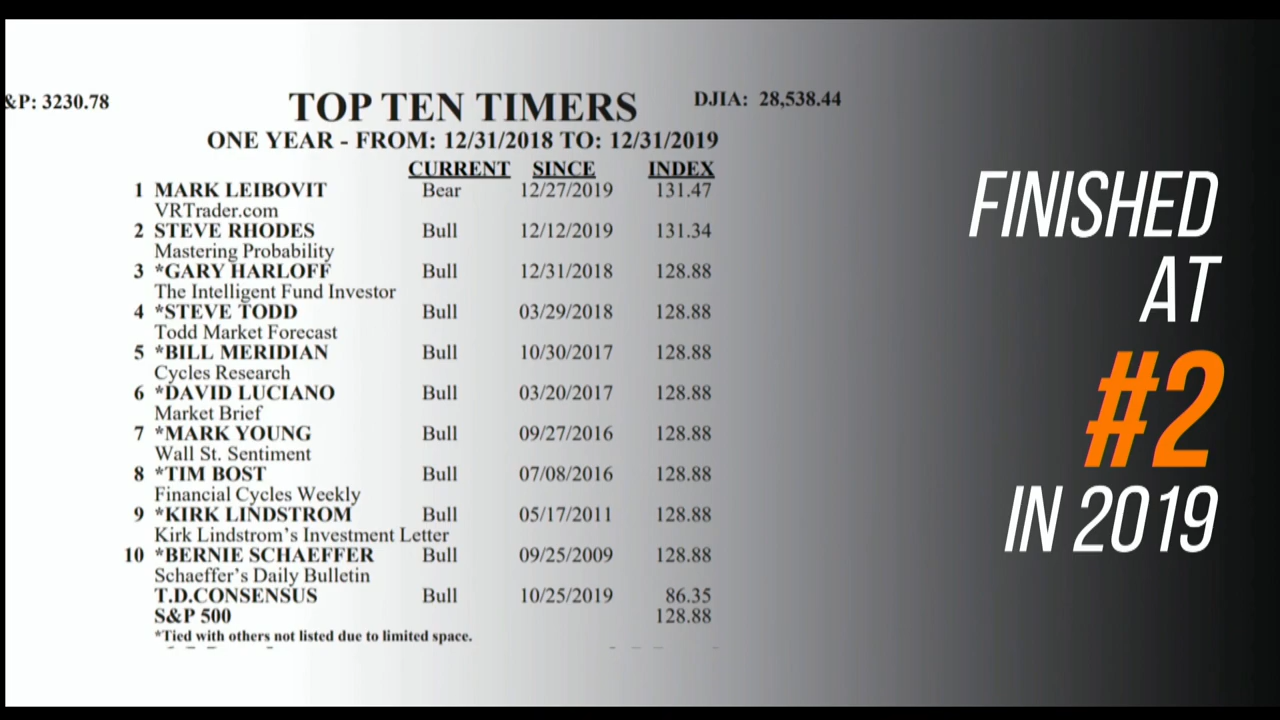 &P: 3230.78
TOP TEN TIMERS
DJIA: 28,538.44
ONE YEAR - FROM: 12/31/2018 TO: 12/31/2019
CURRENT SINCE INDEX
1 MARK LEIBOVIT Bear 12/27/2019 131.47
VRTrader.com
2 STEVE RHODES Bull 12/12/2019 131.34
Mastering Probability
3 *GARY HARLOFF Bull 12/31/2018 128.88
The Intelligent Fund Investor
4 *STEVE TODD Bull 03/29/2018 128.88
Todd Market Forecast
5 *BILL MERIDIAN Bull 10/30/2017 128.88
Cycles Research
6 *DAVID LUCIANO Bull 03/20/2017 128.88
Market Brief
7 *MARK YOUNG Bull 09/27/2016 128.88
Wall St. Sentiment
8 *TIM BOST Bull 07/08/2016 128.88
Financial Cycles Weekly
9 *KIRK LINDSTROM Bull 05/17/2011 128.88
Kirk Lindstrom's Investment Letter
10 *BERNIE SCHAEFFER Bull 09/25/2009 128.88
Schaeffer's Daily Bulletin
T.D.CONSENSUS Bull 10/25/2019 86.35
S&P 500 128.88
*Tied with others not listed due to limited space.
FINISHED
AT
#2
IN 2019